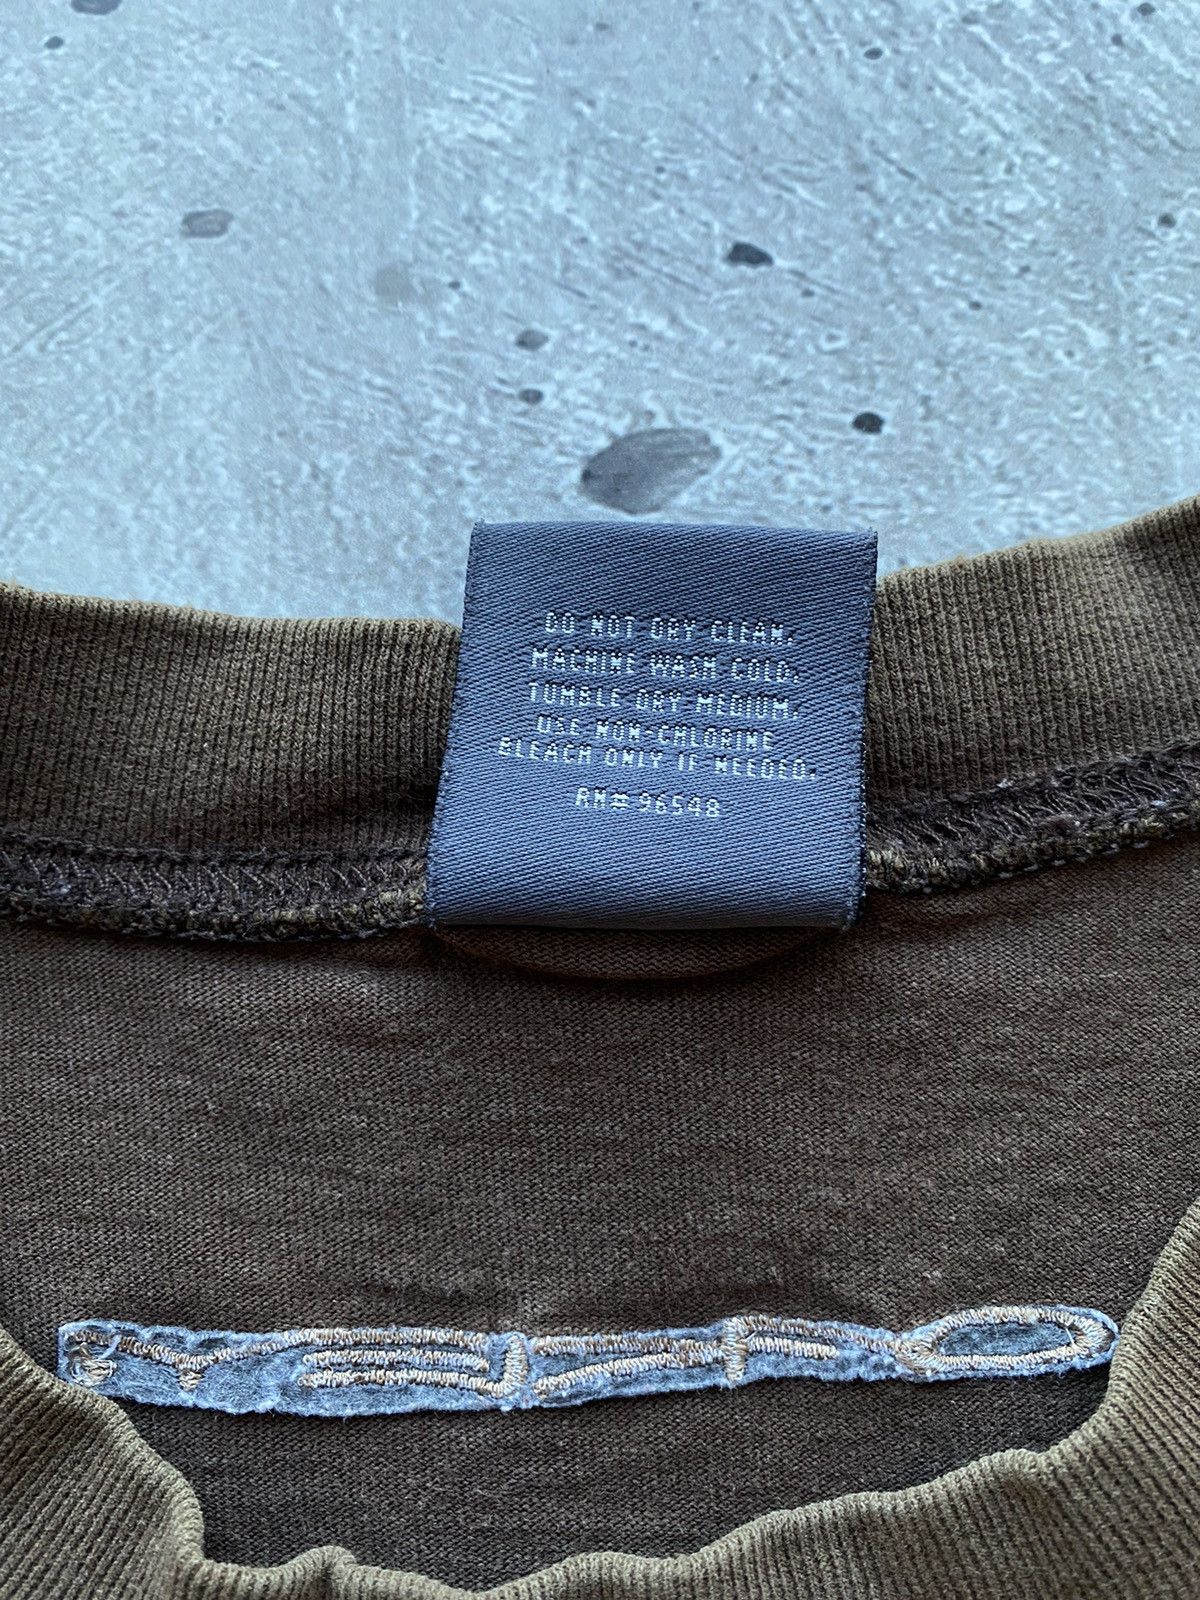 DO NOT DRY CLEAN.
MACHINE WASH COLD.
TUMBLE DRY MEDIUM.
USE NON-CHLORINE
BLEACH ONLY IF NEEDED.
RN# 96548